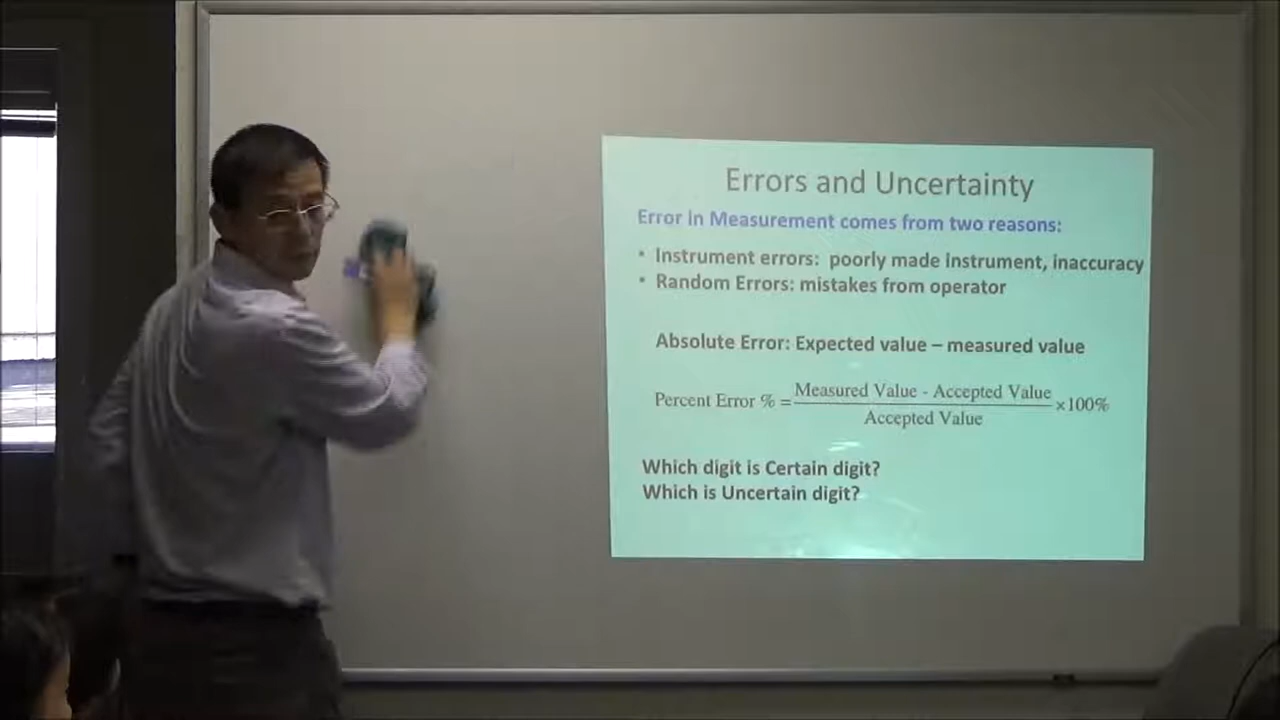 Errors and Uncertainty
Error in Measurement comes from two reasons:
• Instrument errors: poorly made instrument, inaccuracy
• Random Errors: mistakes from operator
Absolute Error: Expected value – measured value
Percent Error % = Measured Value - Accepted Value / Accepted Value ×100%
Which digit is Certain digit?
Which is Uncertain digit?